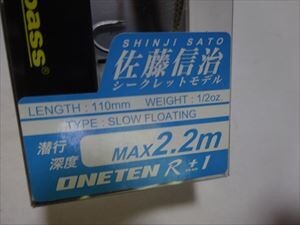 bass
SHINJI SATO
佐藤信治
シークレットモデル
LENGTH : 110mm WEIGHT : 1/2oz.
TYPE : SLOW FLOATING
潜行深度 MAX2.2m
ONETEN R+1